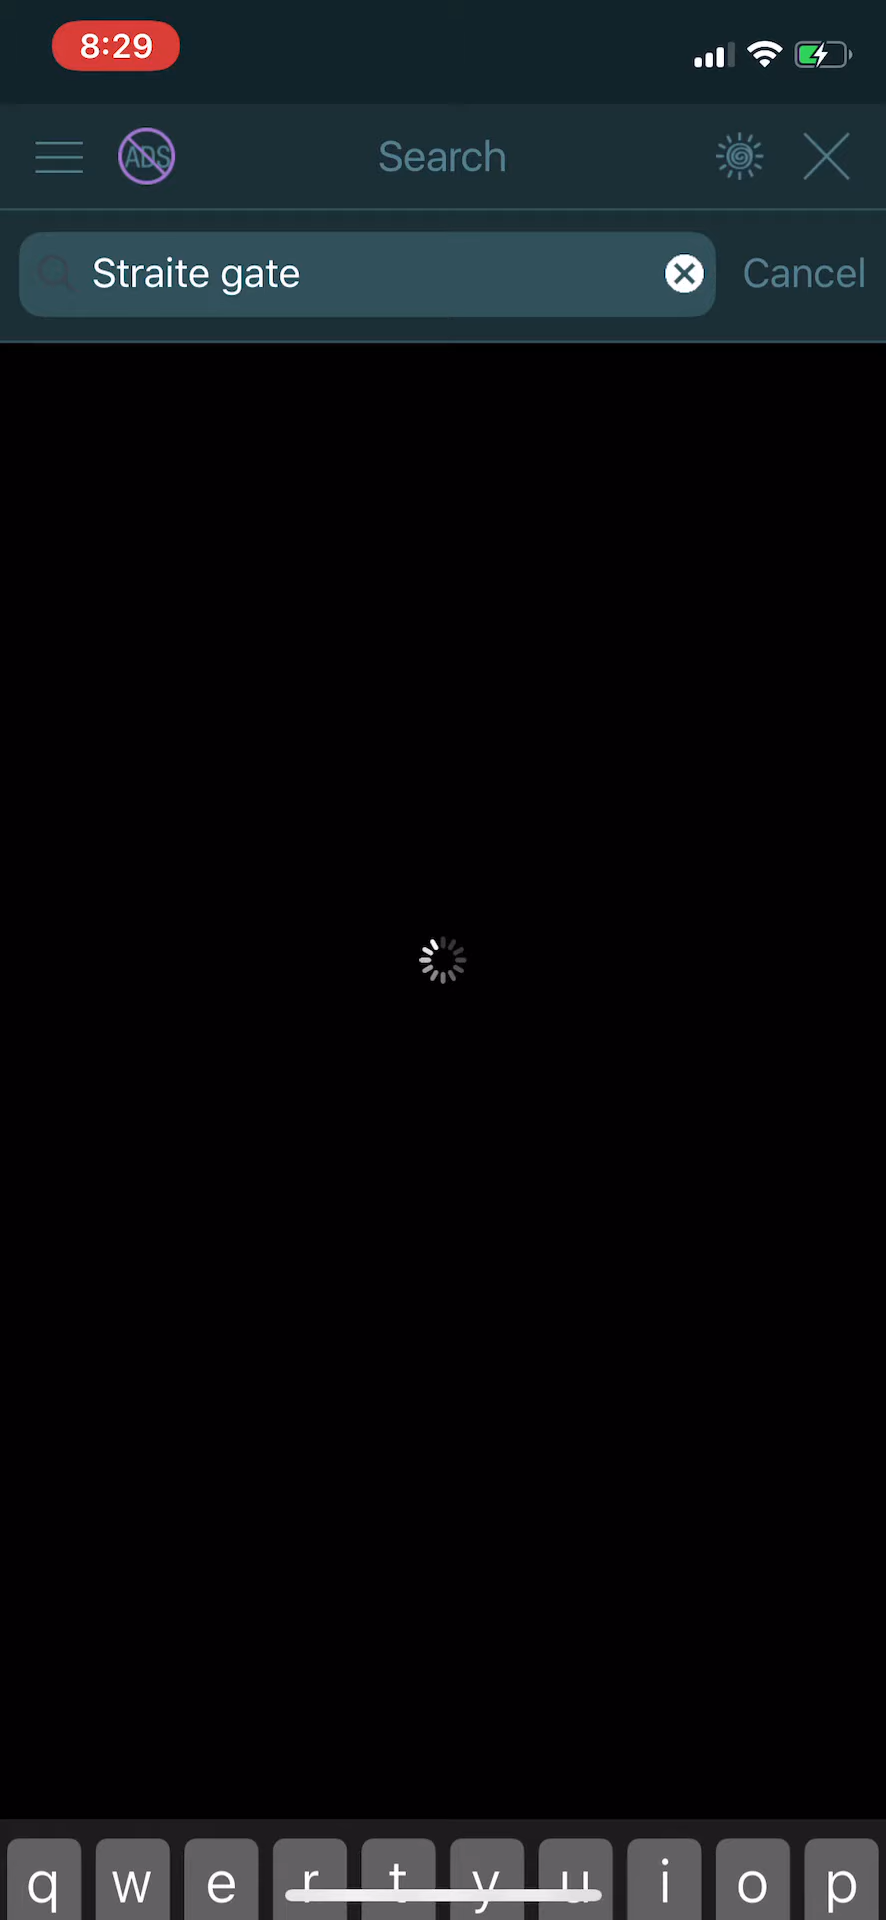 8:29
ADS
Search
Straite gate
Cancel
q w e r t y u i o p